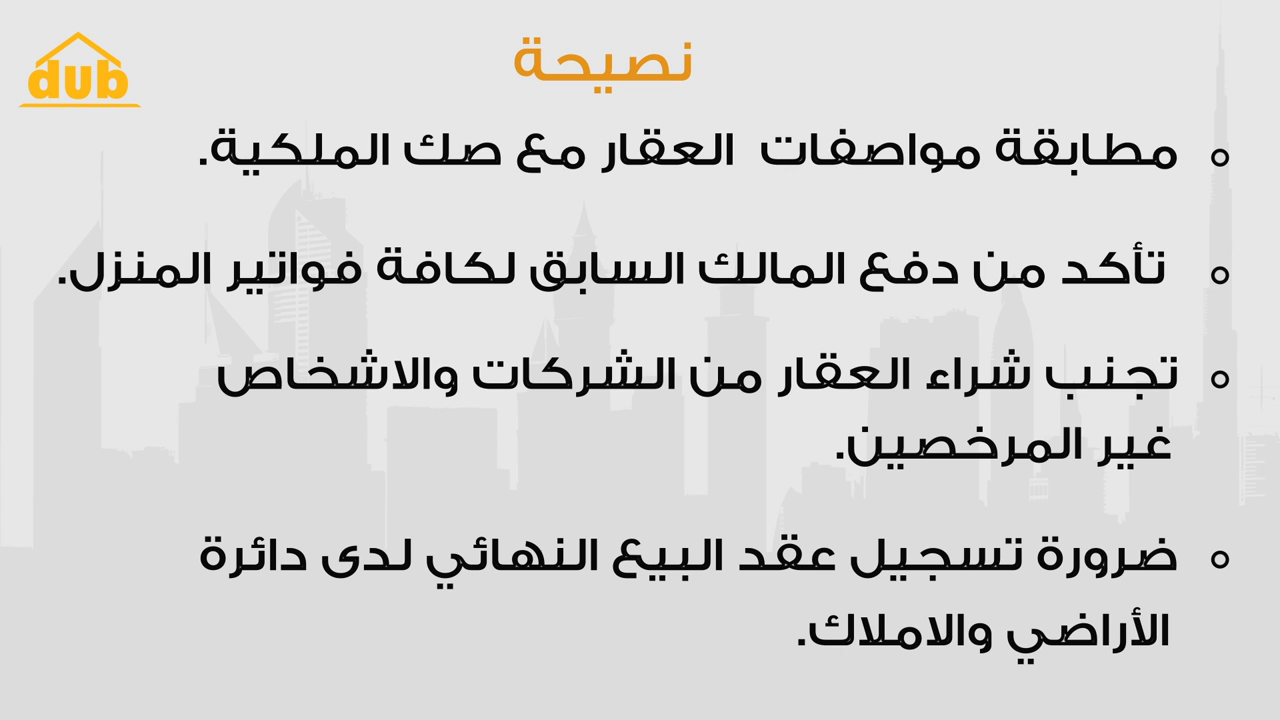 dub
نصيحة
مطابقة مواصفات العقار مع صك الملكية.
تأكد من دفع المالك السابق لكافة فواتير المنزل.
تجنب شراء العقار من الشركات والاشخاص
غير المرخصين.
ضرورة تسجيل عقد البيع النهائي لدى دائرة
الأراضي والاملاك.